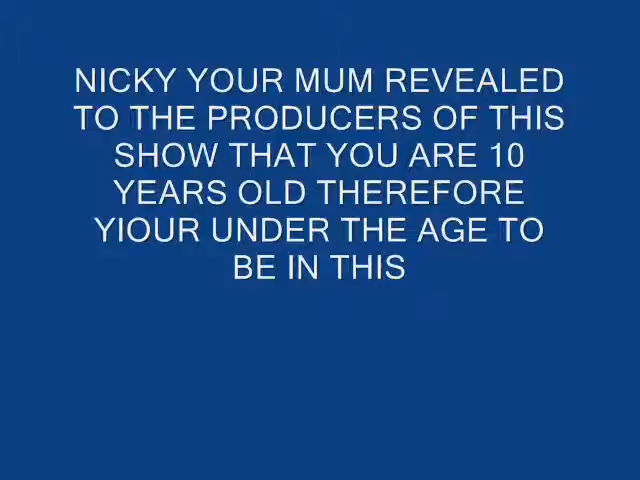 NICKY YOUR MUM REVEALED
TO THE PRODUCERS OF THIS
SHOW THAT YOU ARE 10
YEARS OLD THEREFORE
YIOUR UNDER THE AGE TO
BE IN THIS